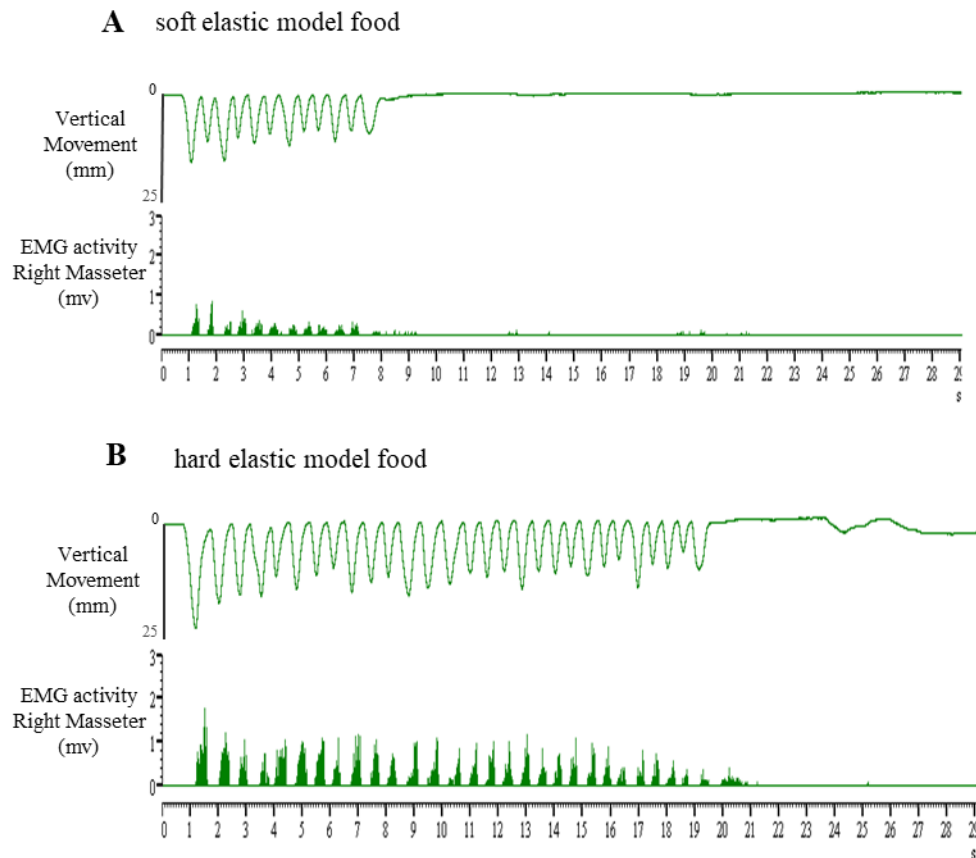 A soft elastic model food
0
Vertical
Movement
(mm)
25
3
EMG activity
2
Right Masseter
(mv)
1
0
0 1 2 3 4 5 6 7 8 9 10 11 12 13 14 15 16 17 18 19 20 21 22 23 24 25 26 27 28
s
B hard elastic model food
0
Vertical
Movement
(mm)
25
3
EMG activity
2
Right Masseter
(mv)
1
0
0 1 2 3 4 5 6 7 8 9 10 11 12 13 14 15 16 17 18 19 20 21 22 23 24 25 26 27 28 29
s